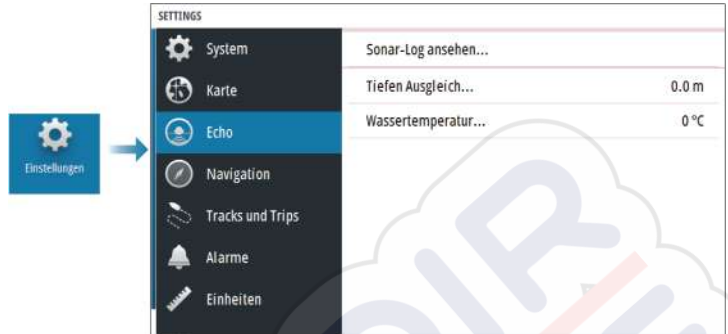 SETTINGS
System
Sonar-Log ansehen...
Karte
Tiefen Ausgleich... 0.0 m
Echo
Wassertemperatur... 0 °C
Einstellungen
Navigation
Tracks und Trips
Alarme
Einheiten